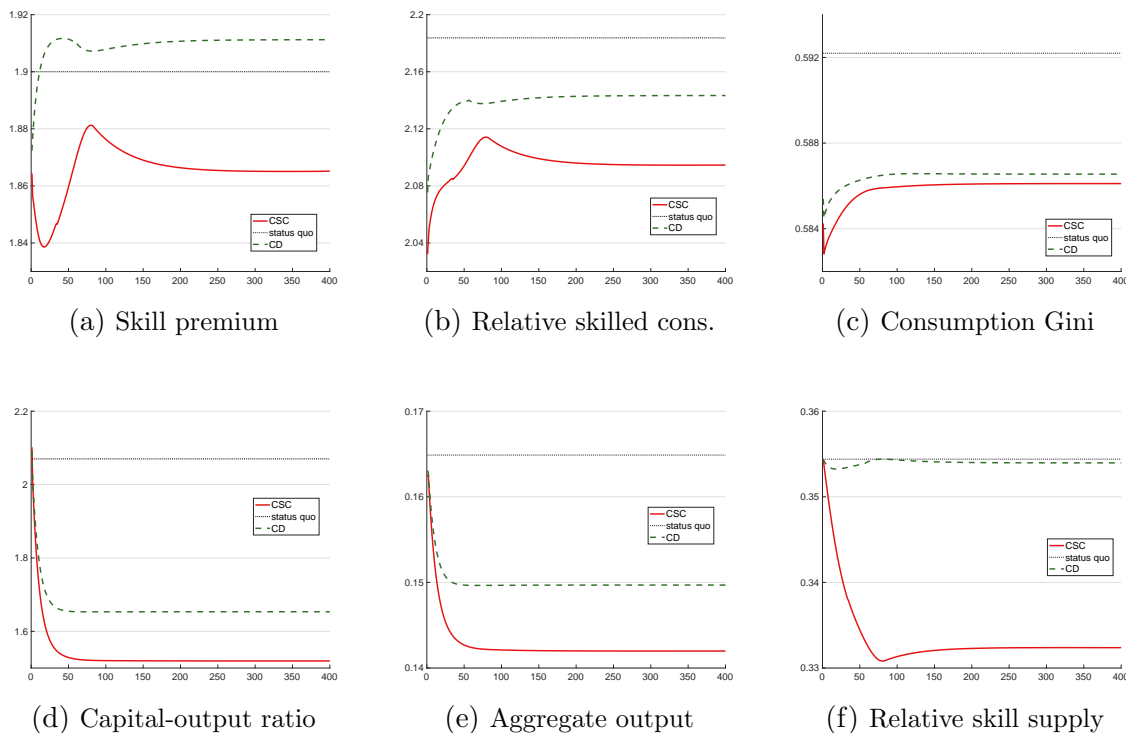 1.92
1.9
1.88
1.86
1.84
0 50 100 150 200 250 300 350 400
CSC
status quo
CD
(a) Skill premium
2.2
2.16
2.12
2.08
2.04
0 50 100 150 200 250 300 350 400
CSC
status quo
CD
(b) Relative skilled cons.
0.592
0.588
0.584
0 50 100 150 200 250 300 350 400
CSC
status quo
CD
(c) Consumption Gini
2.2
2
1.8
1.6
0 50 100 150 200 250 300 350 400
CSC
status quo
CD
(d) Capital-output ratio
0.17
0.16
0.15
0.14
0 50 100 150 200 250 300 350 400
CSC
status quo
CD
(e) Aggregate output
0.36
0.35
0.34
0.33
0 50 100 150 200 250 300 350 400
CSC
status quo
CD
(f) Relative skill supply